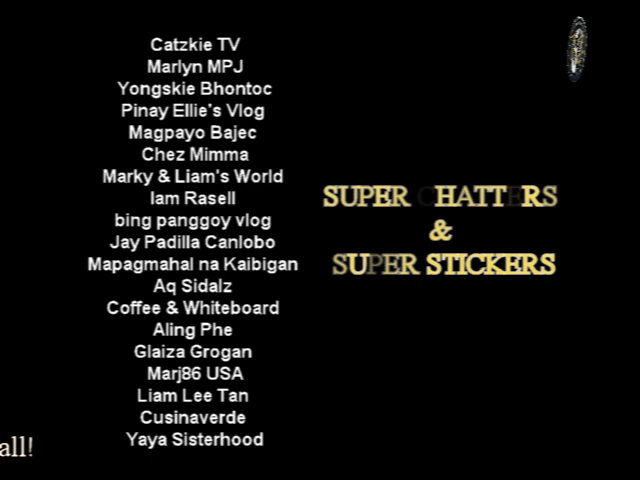 Catzkie TV
Marlyn MPJ
Yongskie Bhontoc
Pinay Ellie's Vlog
Magpayo Bajec
Chez Mimma
Marky & Liam's World
Iam Rasell
bing panggoy vlog
Jay Padilla Canlobo
Mapagmahal na Kaibigan
Aq Sidalz
Coffee & Whiteboard
Aling Phe
Glaiza Grogan
Marj86 USA
Liam Lee Tan
Cusinaverde
Yaya Sisterhood
SUPER CHATTERS
&
SUPER STICKERS
all!